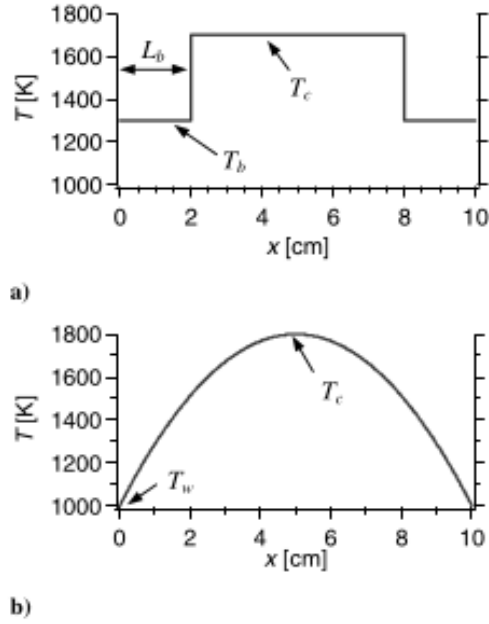 1800
1600
1400
1200
1000
T [K]
L_b
T_c
T_b
0 2 4 6 8 10
x [cm]
a)
1800
1600
1400
1200
1000
T [K]
T_c
T_w
0 2 4 6 8 10
x [cm]
b)